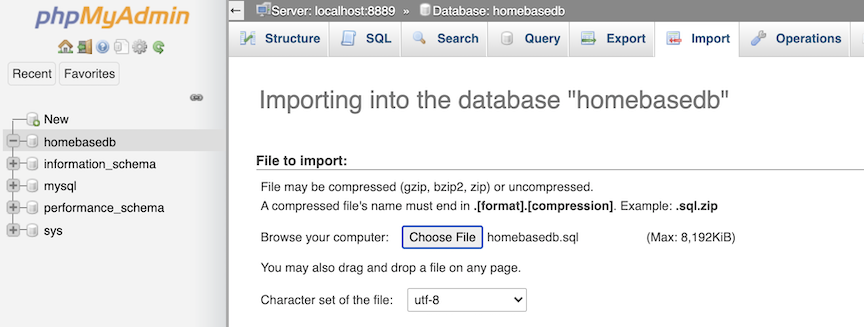 phpMyAdmin
Recent Favorites
New
homebasedb
information_schema
mysql
performance_schema
sys
Server: localhost:8889 » Database: homebasedb
Structure SQL Search Query Export Import Operations
Importing into the database "homebasedb"
File to import:
File may be compressed (gzip, bzip2, zip) or uncompressed.
A compressed file's name must end in .[format].[compression]. Example: .sql.zip
Browse your computer: Choose File homebasedb.sql (Max: 8,192KiB)
You may also drag and drop a file on any page.
Character set of the file: utf-8